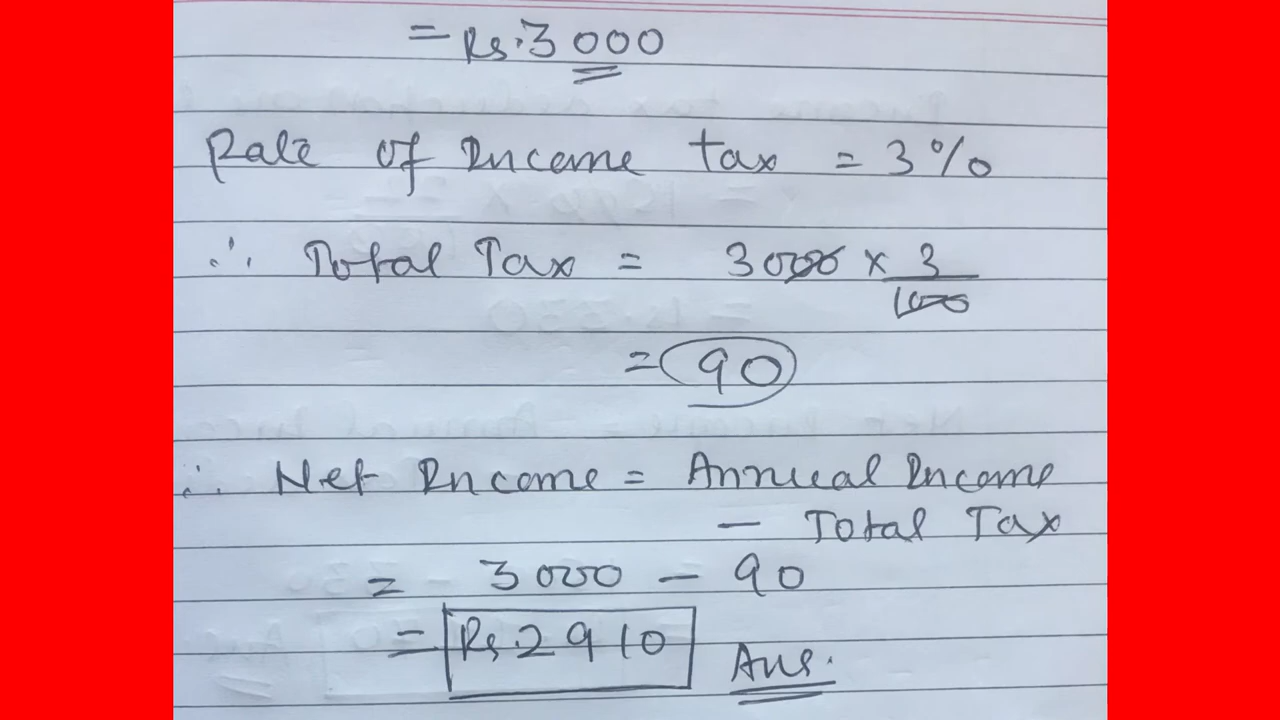 = Rs.3000
Rate of Income tax = 3%
∴ Total Tax = 3000 x 3/100
= 90
∴ Net Income = Annual Income
- Total Tax
= 3000 - 90
= Rs.2910 Ans.